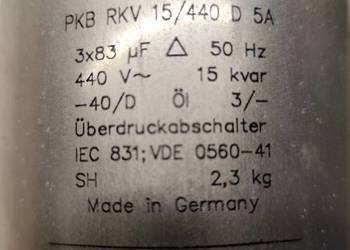 PKB RKV 15/440 D 5A
3x83 µF △ 50 Hz
440 V~ 15 kvar
-40/D Öl 3/-
Überdruckabschalter
IEC 831; VDE 0560-41
SH 2,3 kg
Made in Germany